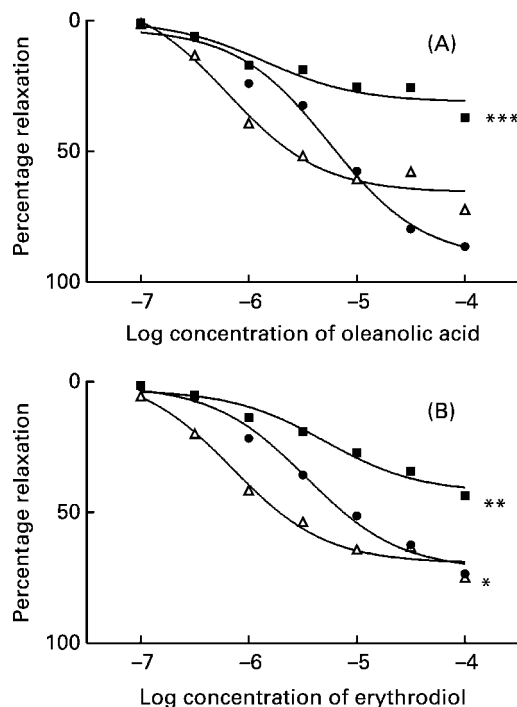 (A)
Percentage relaxation
0
50
100
***
−7 −6 −5 −4
Log concentration of oleanolic acid
(B)
Percentage relaxation
0
50
100
**
*
−7 −6 −5 −4
Log concentration of erythrodiol